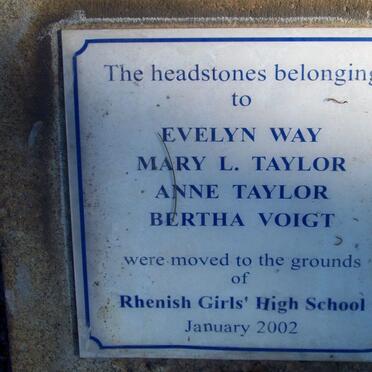 The headstones belonging
to
EVELYN WAY
MARY L. TAYLOR
ANNE TAYLOR
BERTHA VOIGT
were moved to the grounds
of
Rhenish Girls' High School
January 2002